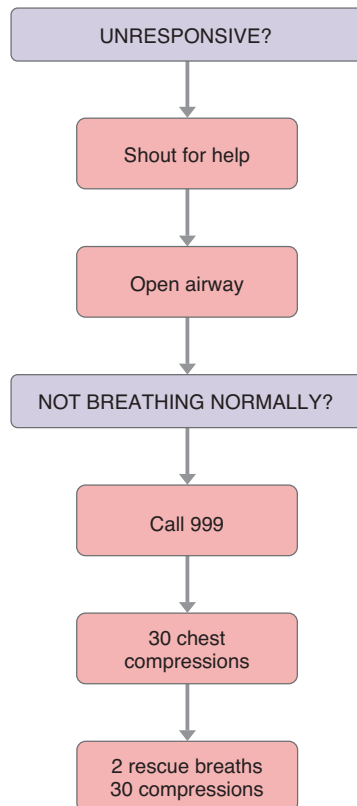 UNRESPONSIVE?
Shout for help
Open airway
NOT BREATHING NORMALLY?
Call 999
30 chest
compressions
2 rescue breaths
30 compressions